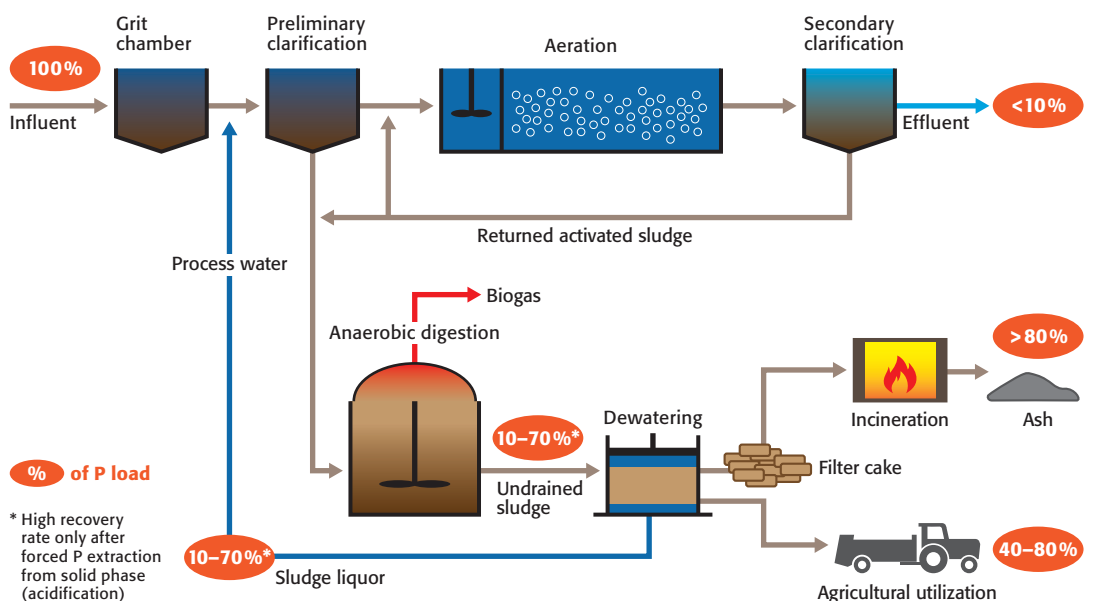 Grit
chamber
Preliminary
clarification
Aeration
Secondary
clarification
100%
Influent
<10%
Effluent
Returned activated sludge
Process water
Biogas
Anaerobic digestion
>80%
Incineration
Ash
Dewatering
10–70%*
Undrained
sludge
Filter cake
% of P load
* High recovery
rate only after
forced P extraction
from solid phase
(acidification)
10–70%*
Sludge liquor
40–80%
Agricultural utilization